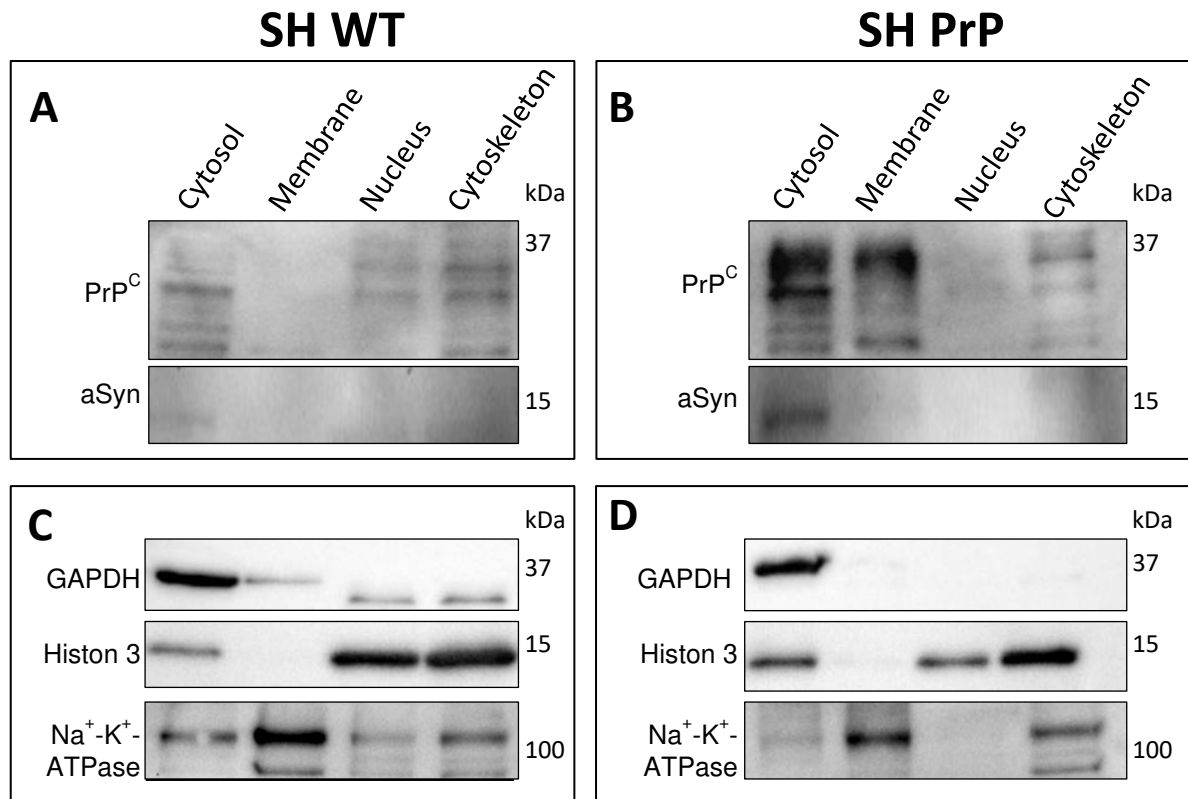 SH WT
SH PrP
A
Cytosol
Membrane
Nucleus
Cytoskeleton
kDa
37
PrP^C
aSyn
15
B
Cytosol
Membrane
Nucleus
Cytoskeleton
kDa
37
PrP^C
aSyn
15
C
kDa
GAPDH
37
Histon 3
15
Na⁺-K⁺-
ATPase
100
D
kDa
GAPDH
37
Histon 3
15
Na⁺-K⁺-
ATPase
100